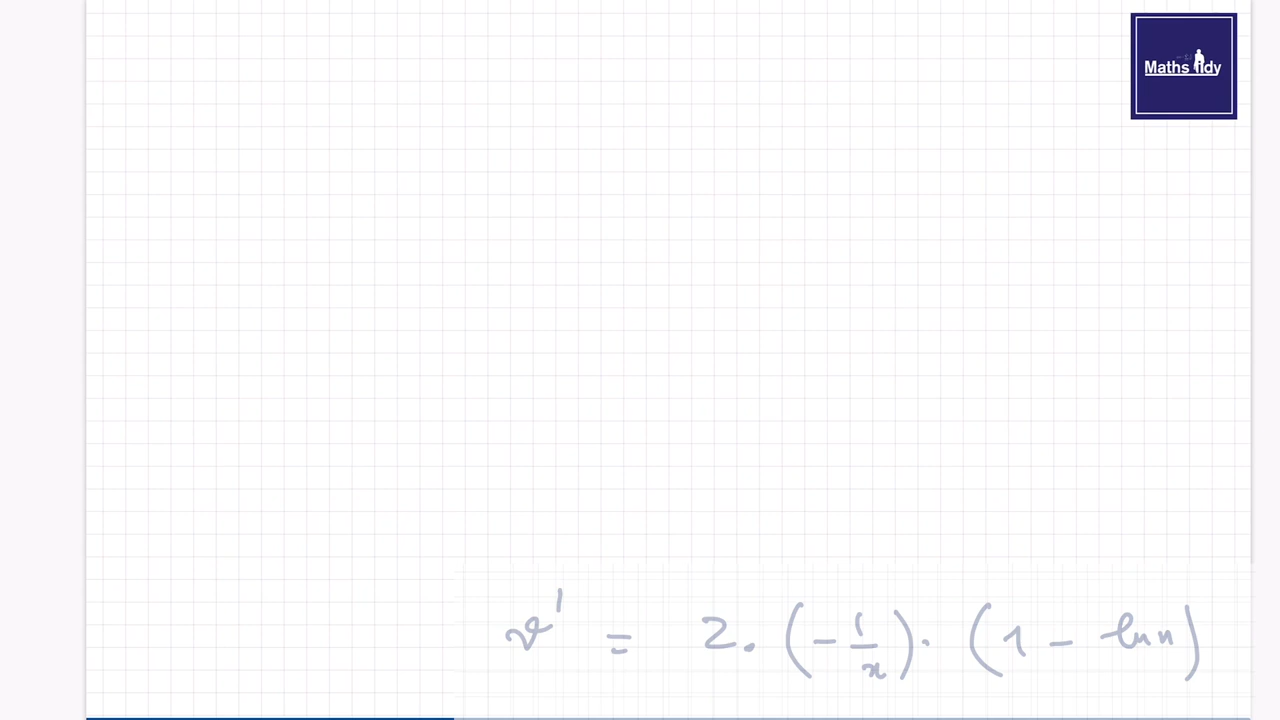 Maths
v' = 2 . (- 1/x) . (1 - ln x)